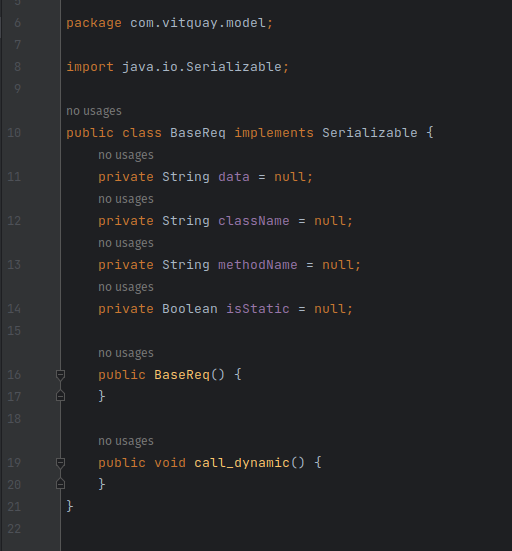 6 package com.vitquay.model;
7
8 import java.io.Serializable;
9
no usages
10 public class BaseReq implements Serializable {
no usages
11 private String data = null;
no usages
12 private String className = null;
no usages
13 private String methodName = null;
no usages
14 private Boolean isStatic = null;
15
no usages
16 public BaseReq() {
17 }
18
no usages
19 public void call_dynamic() {
20 }
21 }
22